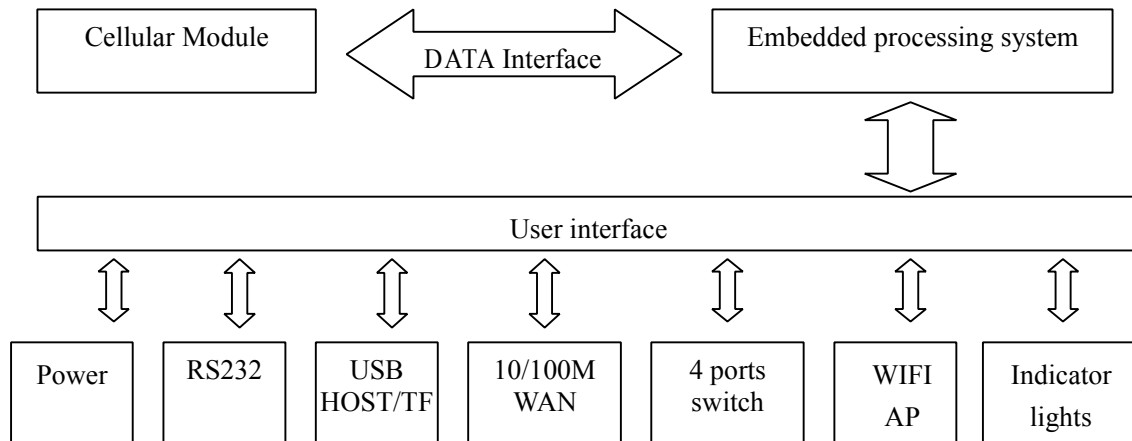 Cellular Module
DATA Interface
Embedded processing system
User interface
Power
RS232
USB
HOST/TF
10/100M
WAN
4 ports
switch
WIFI
AP
Indicator
lights